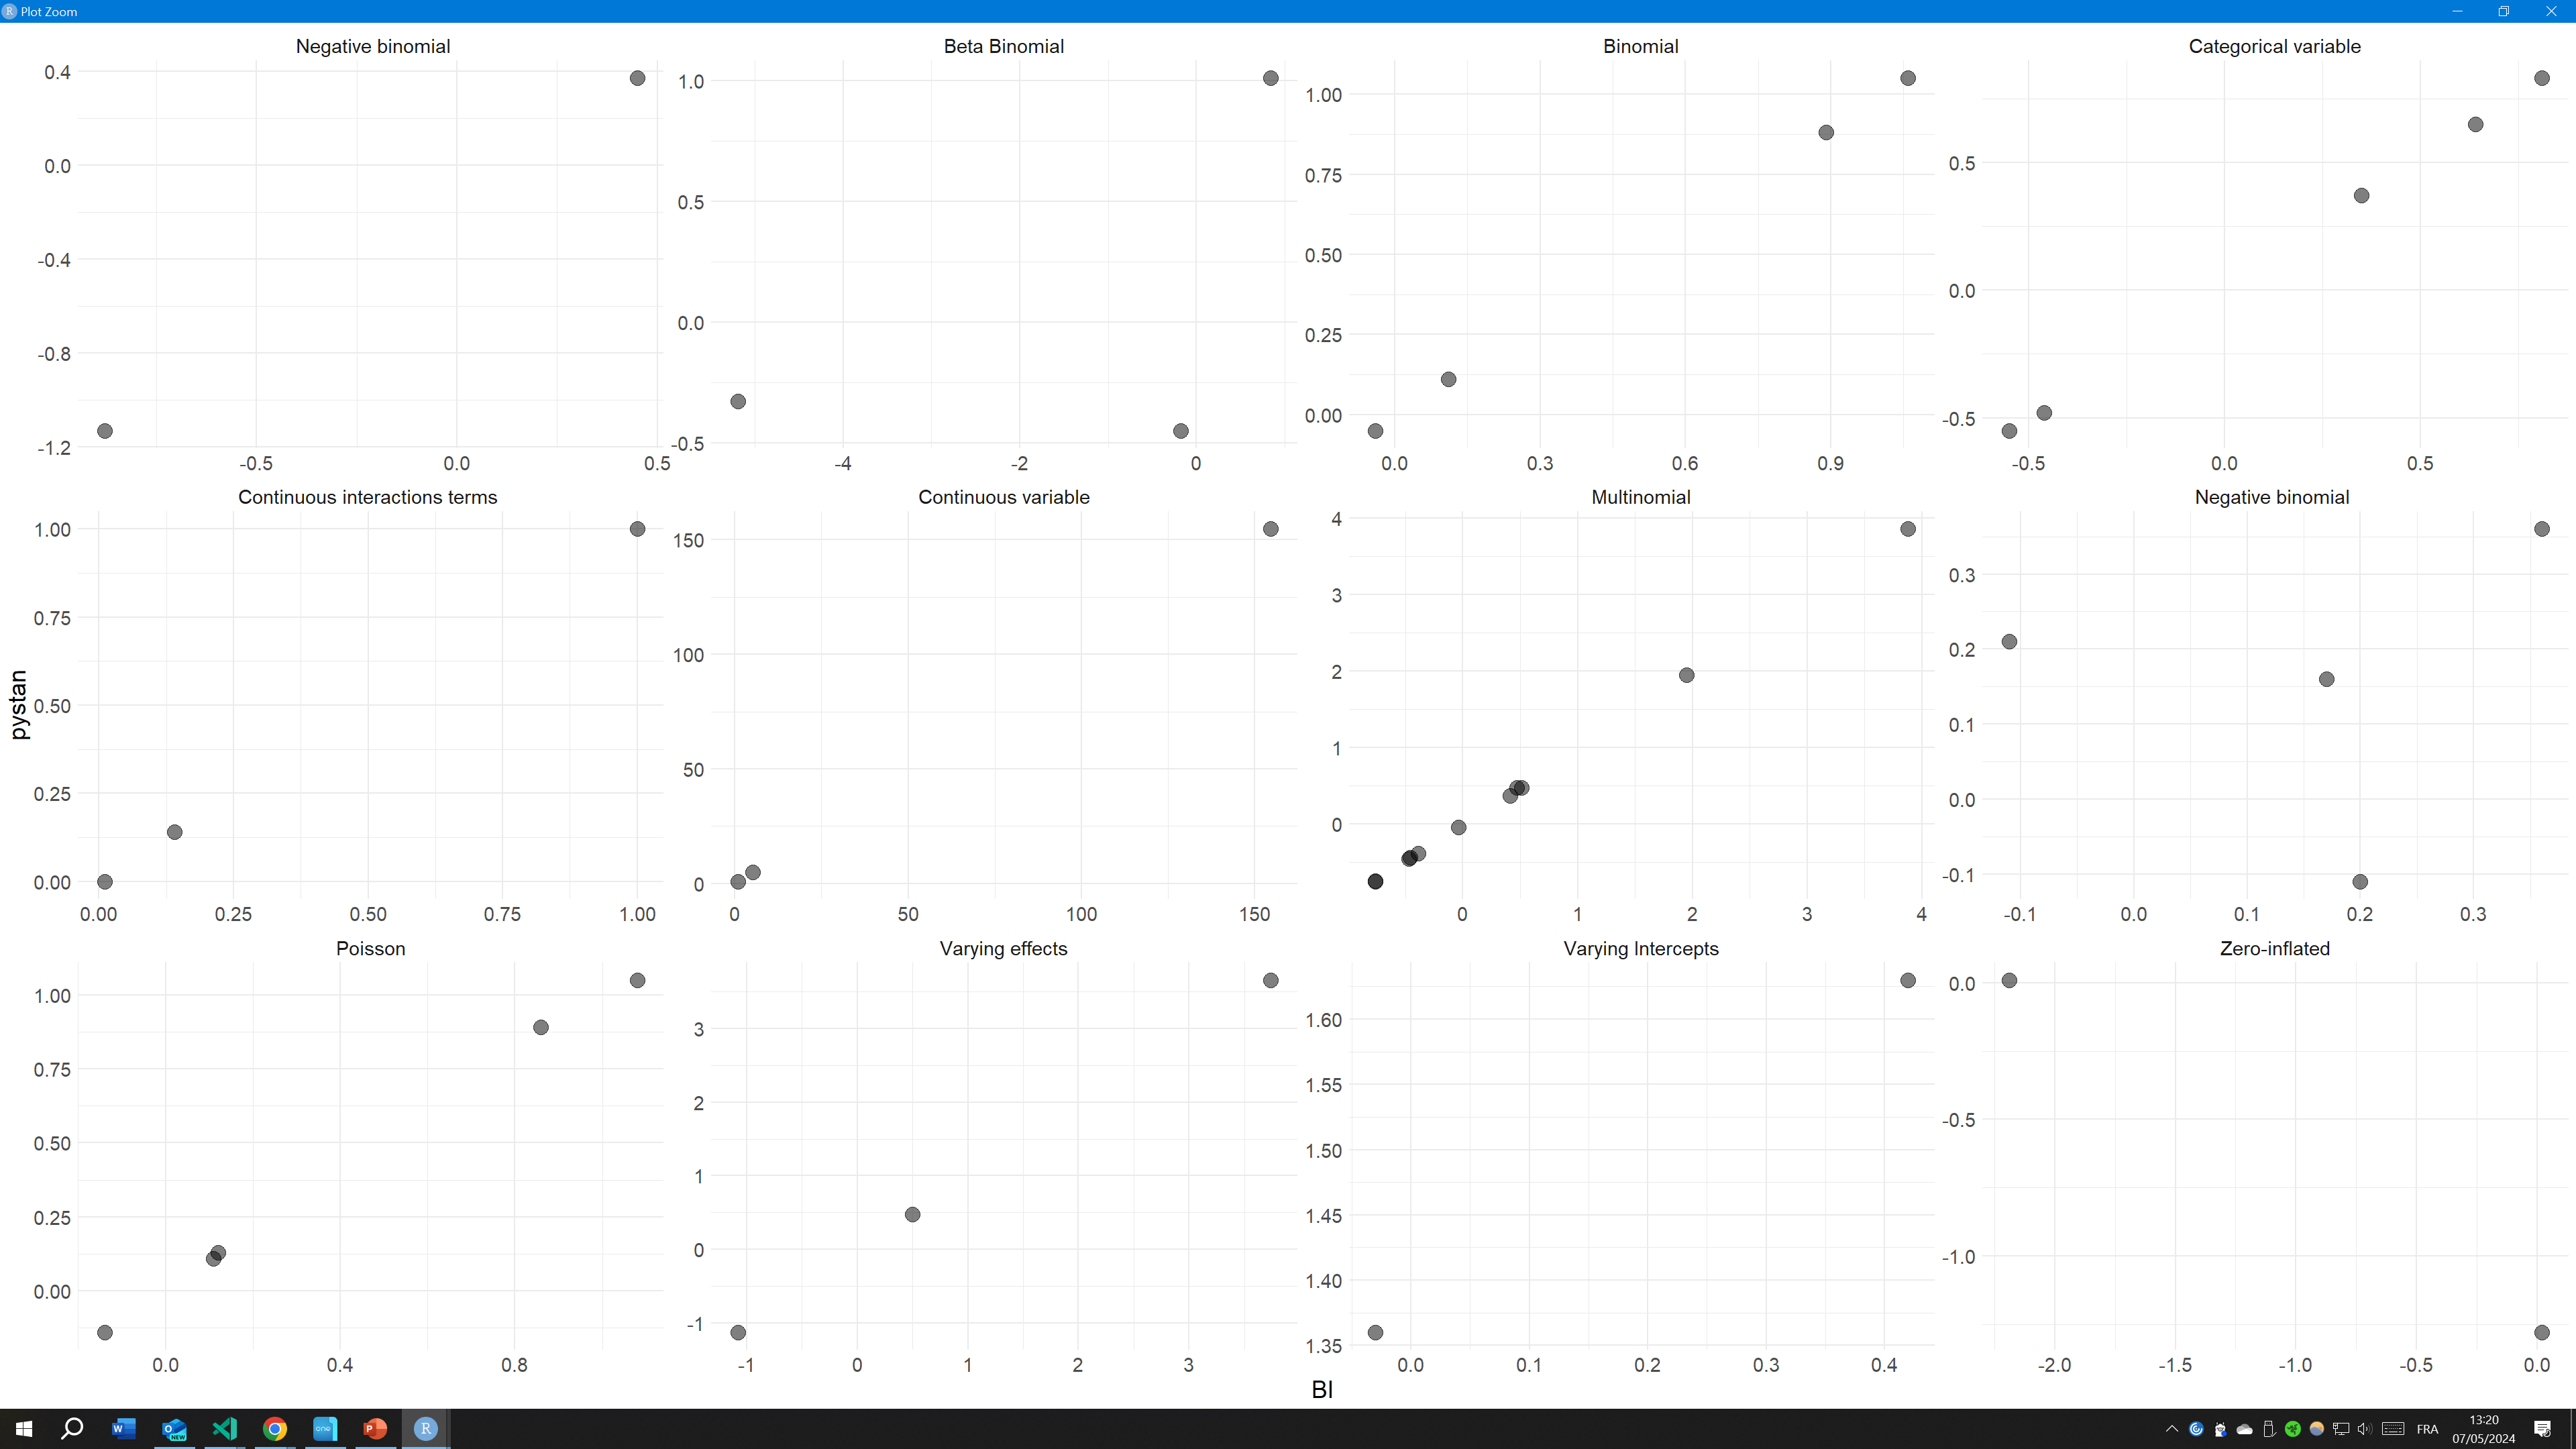 Plot Zoom
Negative binomial
0.4
0.0
-0.4
-0.8
-1.2
-0.5 0.0 0.5
Beta Binomial
1.0
0.5
0.0
-0.5
-4 -2 0
Binomial
1.00
0.75
0.50
0.25
0.00
0.0 0.3 0.6 0.9
Categorical variable
0.5
0.0
-0.5
-0.5 0.0 0.5
pystan
Continuous interactions terms
1.00
0.75
0.50
0.25
0.00
0.00 0.25 0.50 0.75 1.00
Continuous variable
150
100
50
0
0 50 100 150
Multinomial
4
3
2
1
0
0 1 2 3 4
Negative binomial
0.3
0.2
0.1
0.0
-0.1
-0.1 0.0 0.1 0.2 0.3
Poisson
1.00
0.75
0.50
0.25
0.00
0.0 0.4 0.8
Varying effects
3
2
1
0
-1
-1 0 1 2 3
Varying Intercepts
1.60
1.55
1.50
1.45
1.40
1.35
0.0 0.1 0.2 0.3 0.4
Zero-inflated
0.0
-0.5
-1.0
-2.0 -1.5 -1.0 -0.5 0.0
BI
FRA
13:20
07/05/2024